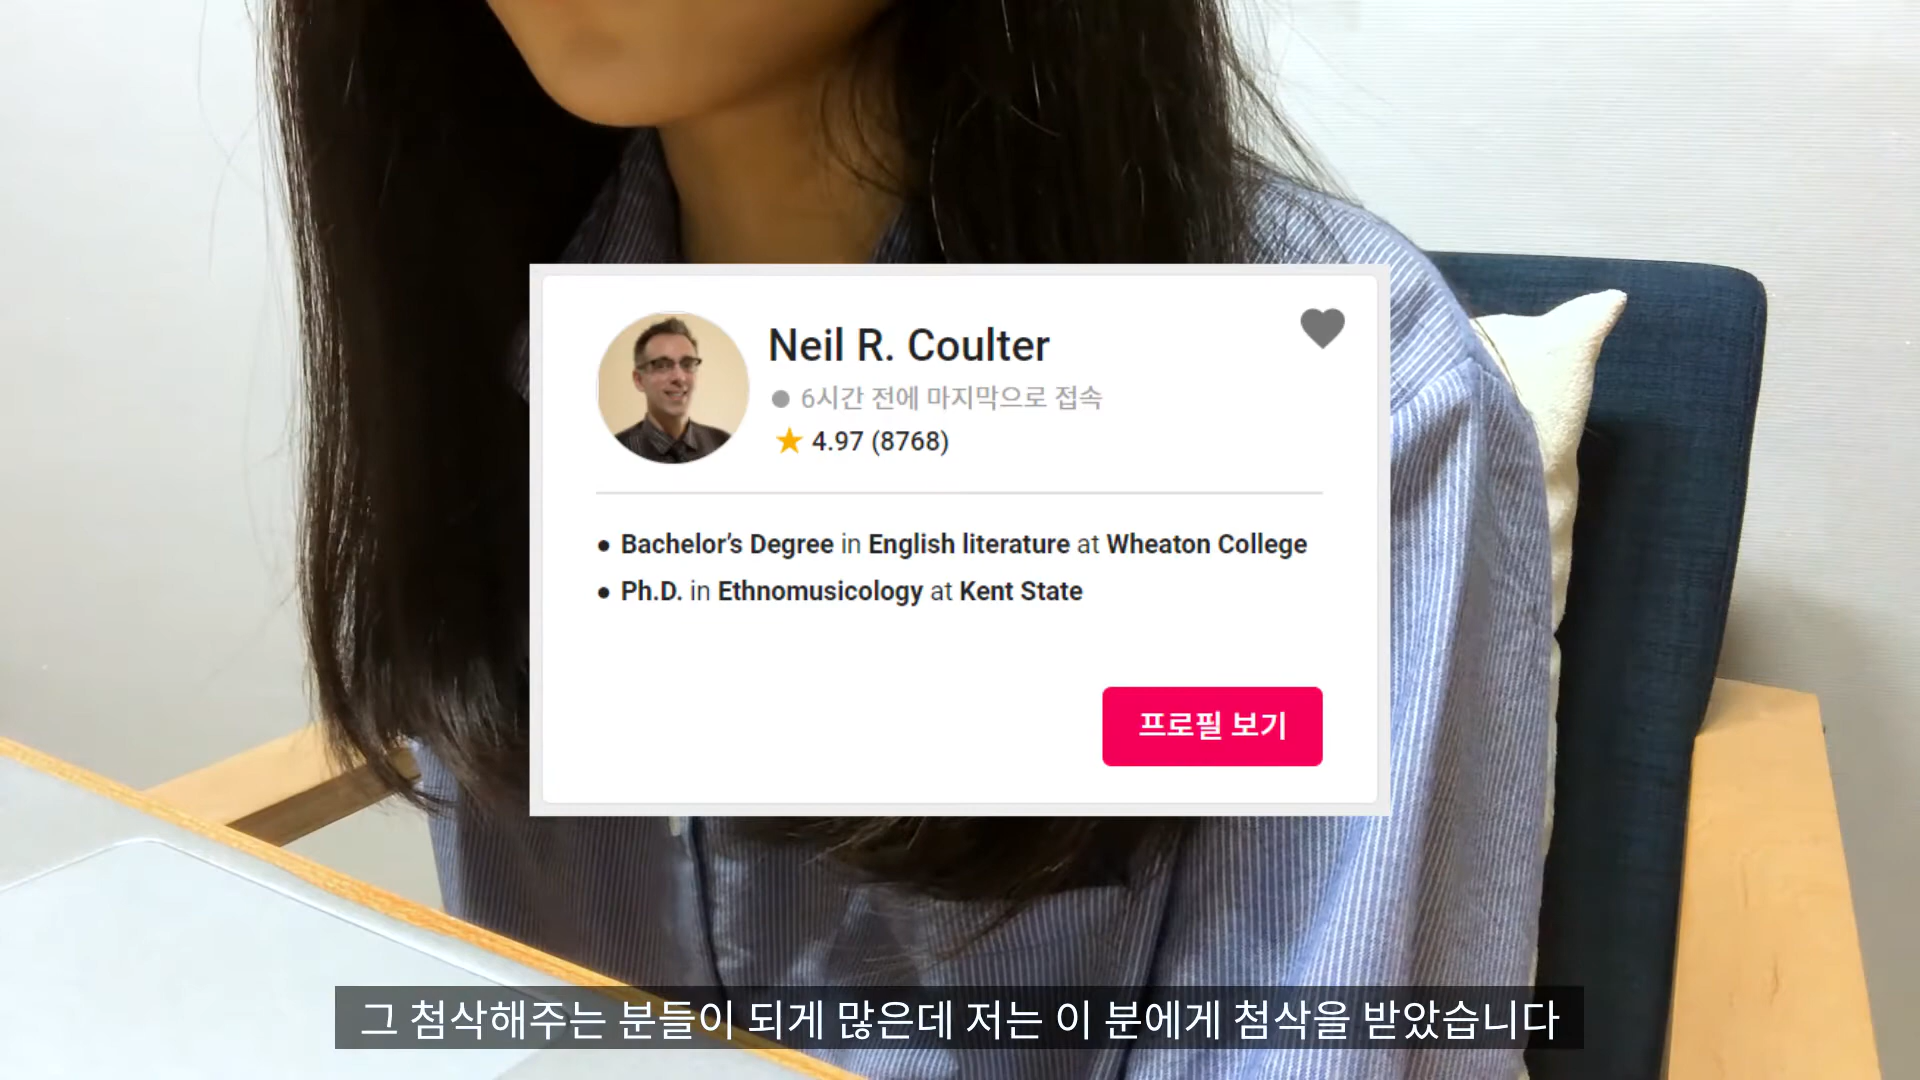 Neil R. Coulter
6시간 전에 마지막으로 접속
4.97 (8768)
• Bachelor’s Degree in English literature at Wheaton College
• Ph.D. in Ethnomusicology at Kent State
프로필 보기
그 첨삭해주는 분들이 되게 많은데 저는 이 분에게 첨삭을 받았습니다